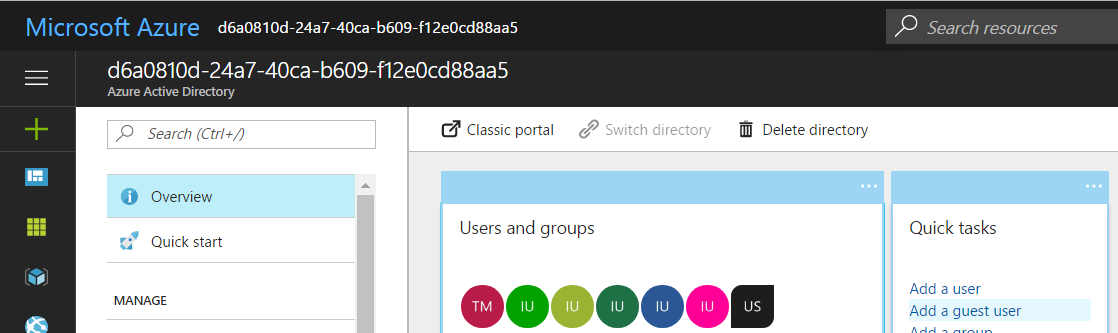 Microsoft Azure d6a0810d-24a7-40ca-b609-f12e0cd88aa5
Search resources
d6a0810d-24a7-40ca-b609-f12e0cd88aa5
Azure Active Directory
Search (Ctrl+/)
Classic portal
Switch directory
Delete directory
Overview
Quick start
MANAGE
Users and groups
TM IU IU IU IU IU US
Quick tasks
Add a user
Add a guest user
Add a group